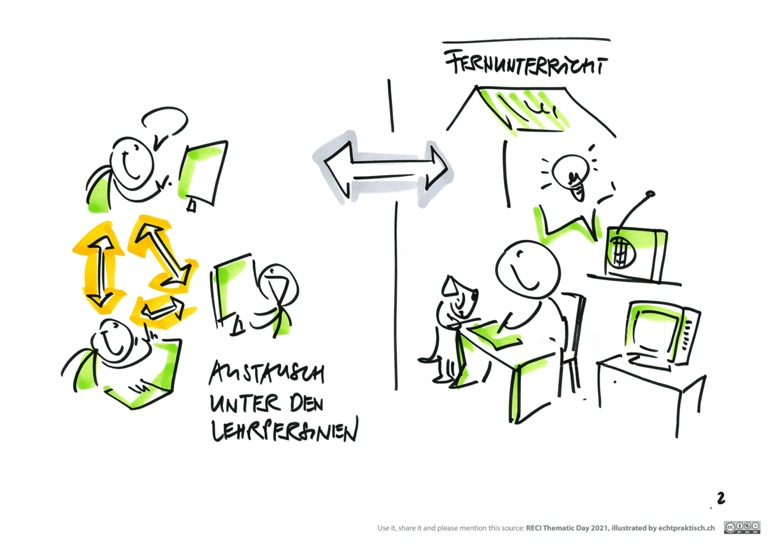 FERNUNTERRICHT
AUSTAUSCH
UNTER DEN
LEHRPERSONEN
2
Use it, share it and please mention this source: RECI Thematic Day 2021, illustrated by echtpraktisch.ch